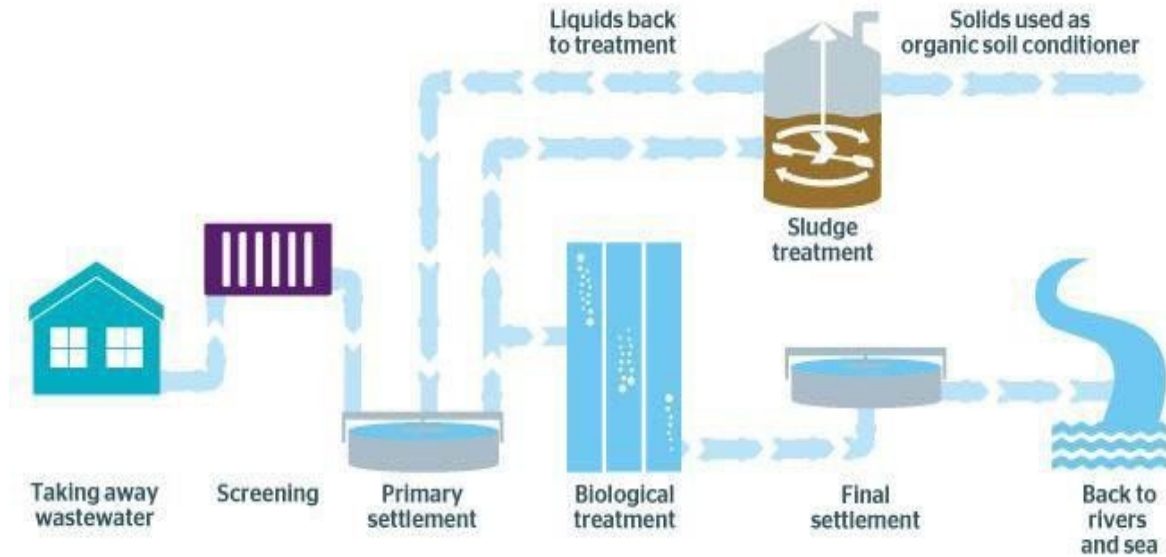 Liquids back
to treatment
Solids used as
organic soil conditioner
Sludge
treatment
Taking away
wastewater
Screening
Primary
settlement
Biological
treatment
Final
settlement
Back to
rivers
and sea